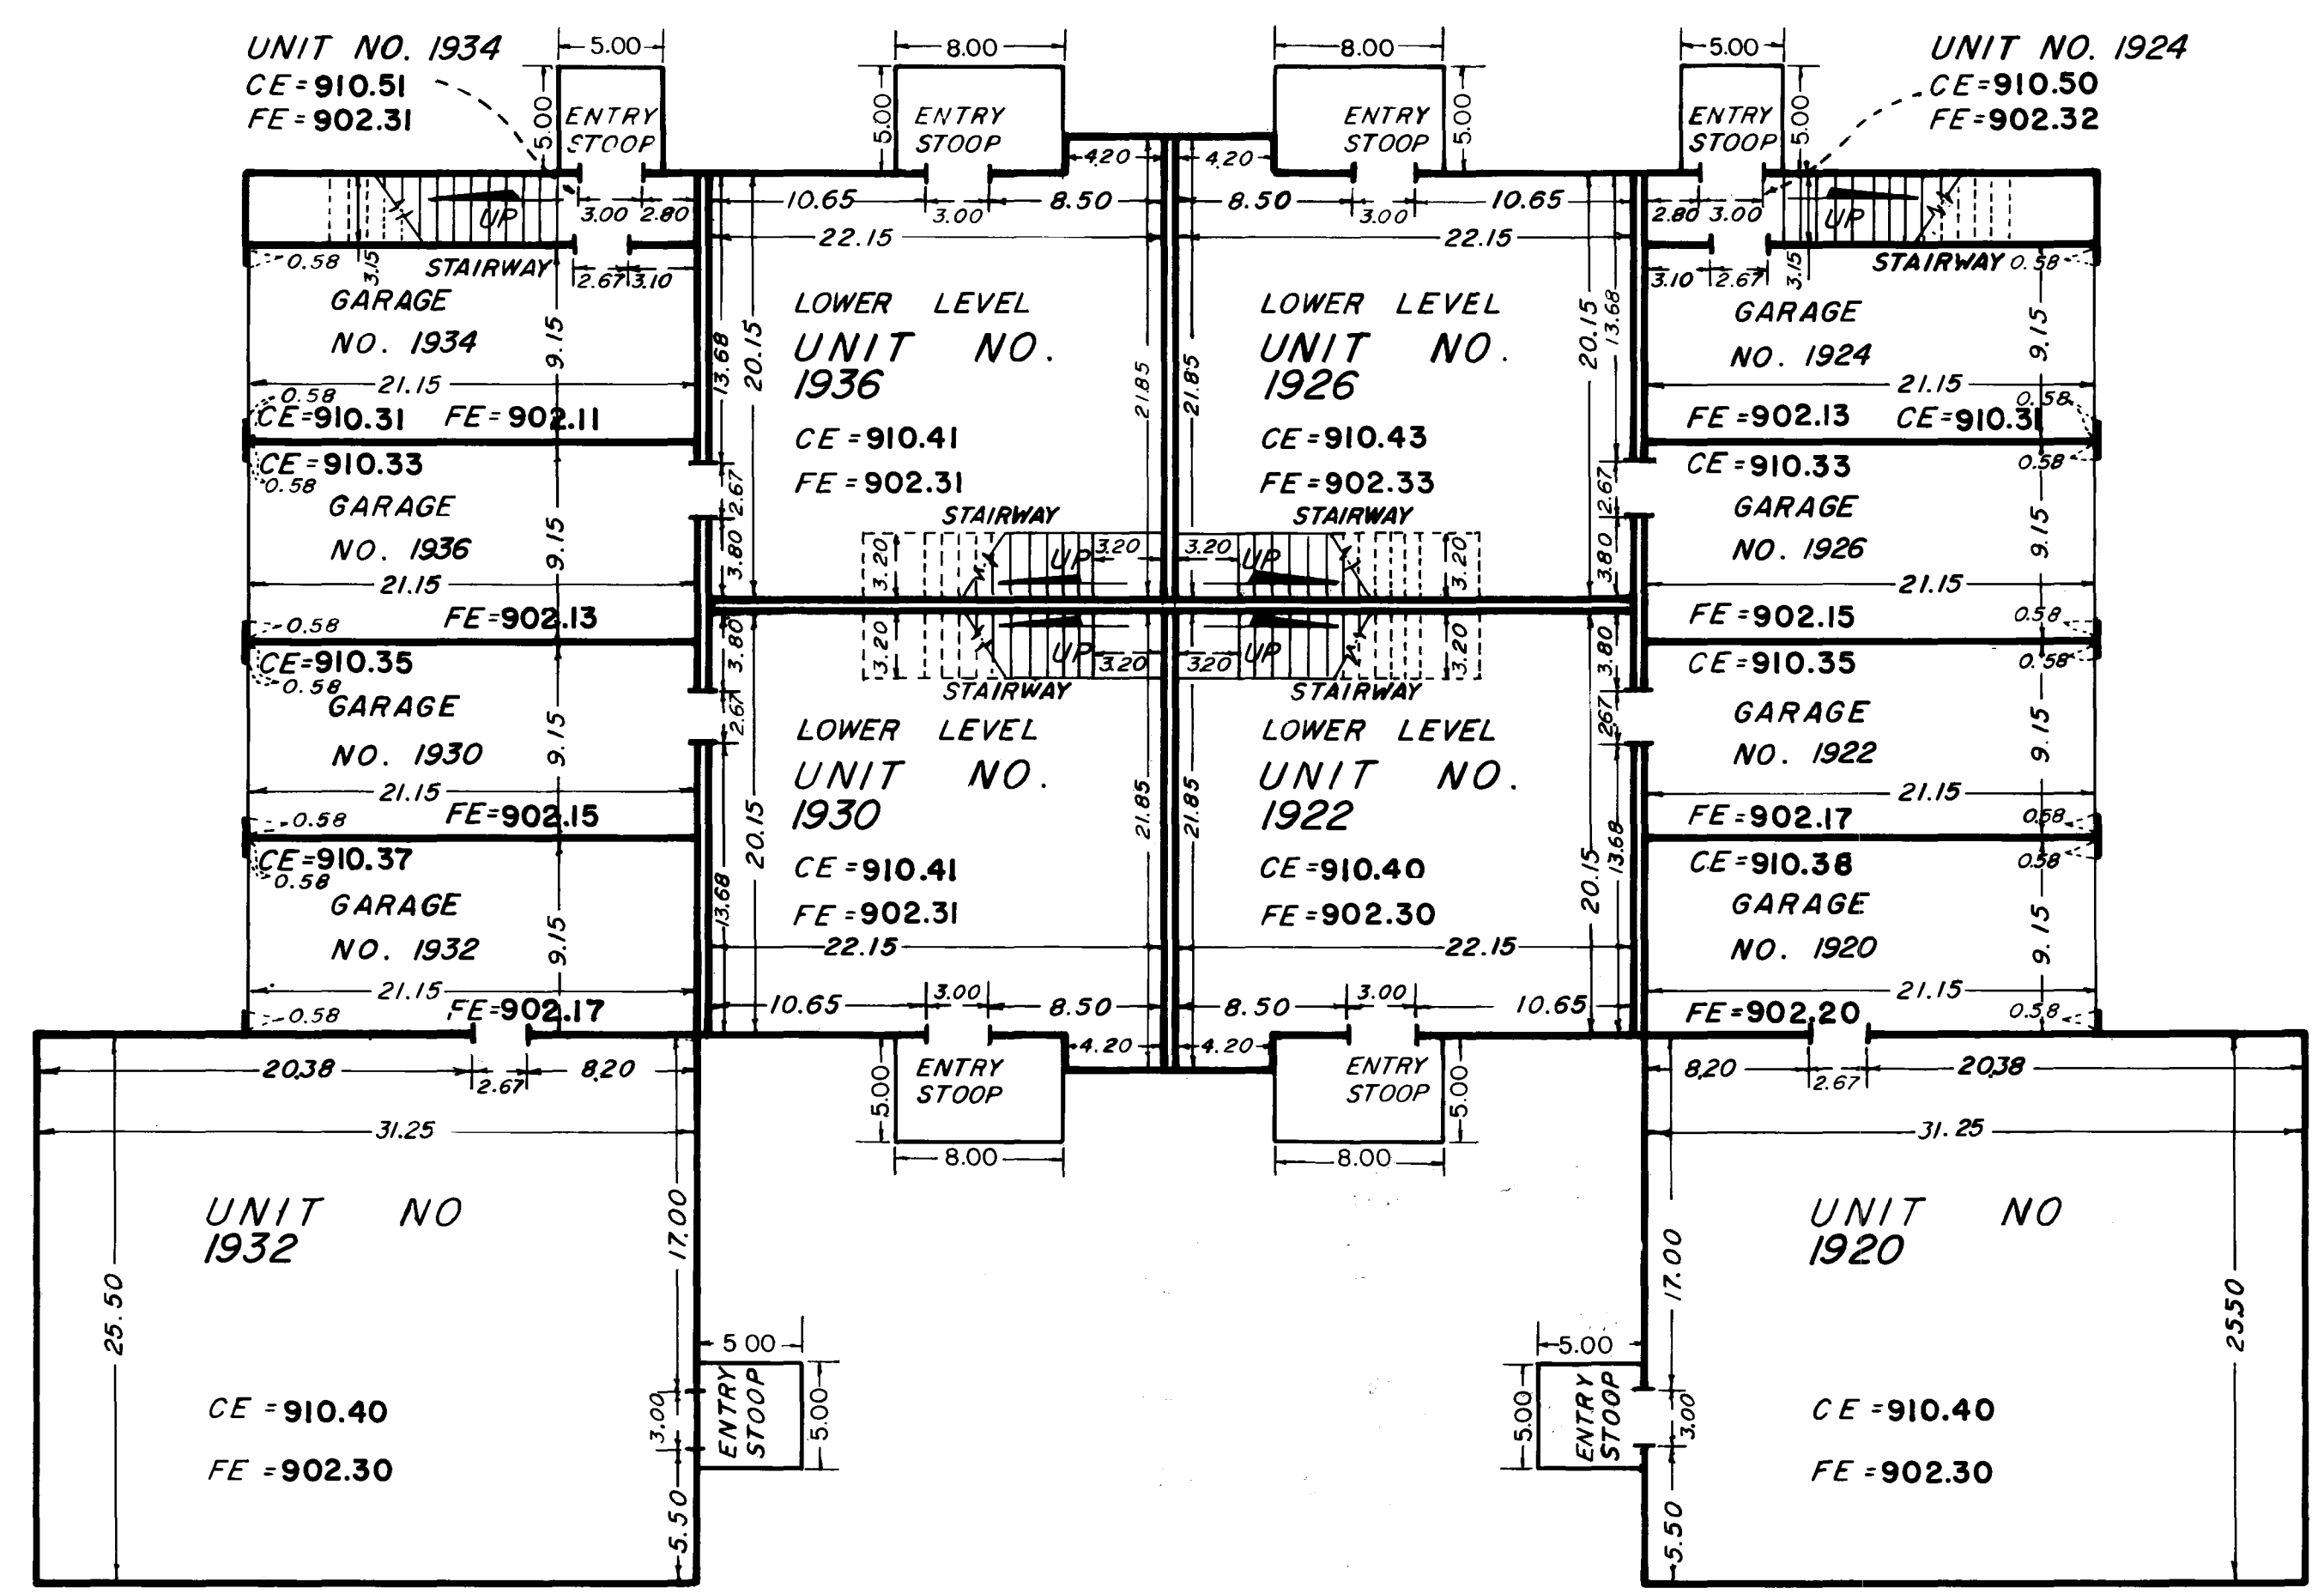 UNIT NO. 1934
CE=910.51
FE=902.31
5.00
5.00
ENTRY
STOOP
8.00
5.00
ENTRY
STOOP
8.00
5.00
ENTRY
STOOP
5.00
5.00
ENTRY
STOOP
UNIT NO. 1924
CE=910.50
FE=902.32
UP
3.00
2.80
3.15
STAIRWAY
2.67
3.10
0.58
GARAGE
NO. 1934
9.15
21.15
0.58
CE=910.31 FE=902.11
CE=910.33
0.58
GARAGE
NO. 1936
9.15
21.15
FE=902.13
0.58
CE=910.35
0.58
GARAGE
NO. 1930
9.15
21.15
FE=902.15
0.58
CE=910.37
0.58
GARAGE
NO. 1932
9.15
21.15
FE=902.17
0.58
4.20
10.65
3.00
8.50
22.15
13.68
20.15
LOWER LEVEL
UNIT NO.
1936
21.85
CE=910.41
FE=902.31
2.67
3.80
STAIRWAY
3.20
UP
3.20
4.20
8.50
3.00
10.65
22.15
21.85
LOWER LEVEL
UNIT NO.
1926
20.15
13.68
CE=910.43
FE=902.33
2.67
3.80
STAIRWAY
3.20
UP
3.20
2.80
3.00
UP
3.10
2.67
3.15
STAIRWAY
0.58
GARAGE
NO. 1924
9.15
21.15
0.58
FE=902.13 CE=910.31
CE=910.33
0.58
GARAGE
NO. 1926
9.15
21.15
FE=902.15
0.58
CE=910.35
0.58
GARAGE
NO. 1922
9.15
21.15
FE=902.17
0.58
CE=910.38
0.58
GARAGE
NO. 1920
9.15
21.15
FE=902.20
0.58
3.80
3.20
UP
3.20
STAIRWAY
2.67
LOWER LEVEL
UNIT NO.
1930
20.15
21.85
CE=910.41
FE=902.31
13.68
22.15
10.65
3.00
8.50
4.20
5.00
ENTRY
STOOP
8.00
3.20
UP
3.20
3.80
STAIRWAY
2.67
LOWER LEVEL
UNIT NO.
1922
21.85
13.68
20.15
CE=910.40
FE=902.30
22.15
8.50
3.00
10.65
4.20
ENTRY
STOOP
5.00
8.00
20.38
2.67
8.20
31.25
UNIT NO
1932
17.00
25.50
CE=910.40
FE=902.30
3.00
5.50
5 00
ENTRY
STOOP
5.00
8.20
2.67
20.38
31.25
UNIT NO
1920
17.00
25.50
5.00
5.00
ENTRY
STOOP
3.00
CE=910.40
FE=902.30
5.50